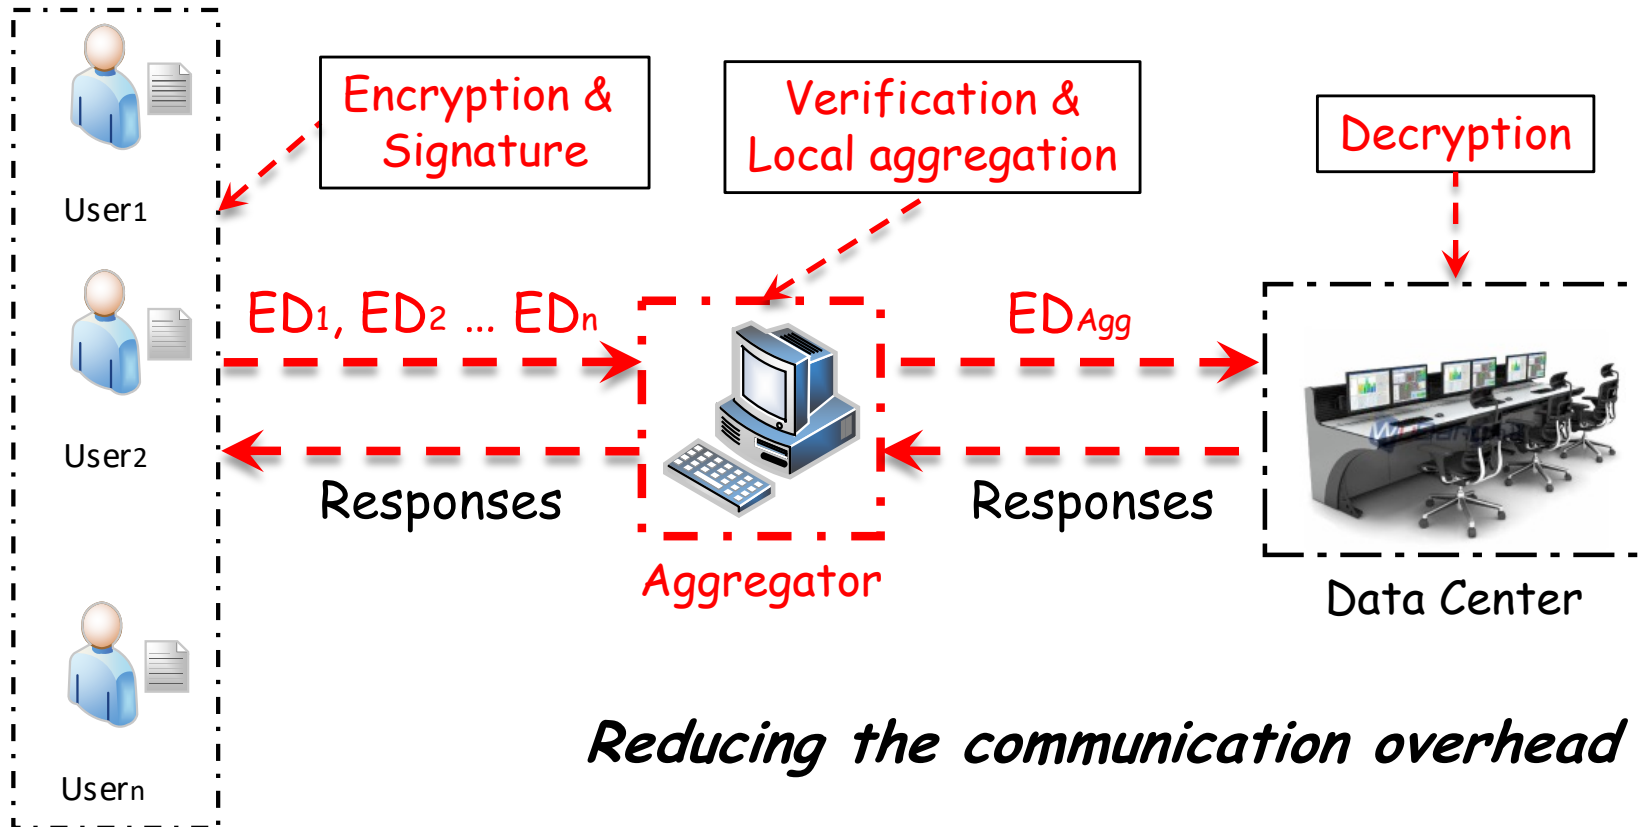 Encryption &
Signature
Verification &
Local aggregation
Decryption
User1
ED1, ED2 ... EDn
EDAgg
User2
Responses
Responses
Aggregator
Data Center
Reducing the communication overhead
Usern